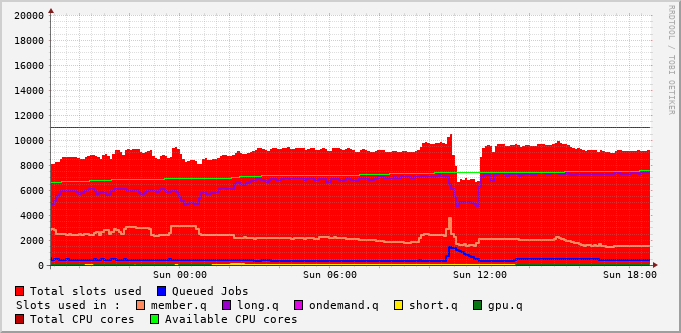 RRDTOOL / TOBI OETIKER
20000
18000
16000
14000
12000
10000
8000
6000
4000
2000
0
Sun 00:00 Sun 06:00 Sun 12:00 Sun 18:00
Total slots used Queued Jobs
Slots used in : member.q long.q ondemand.q short.q gpu.q
Total CPU cores Available CPU cores